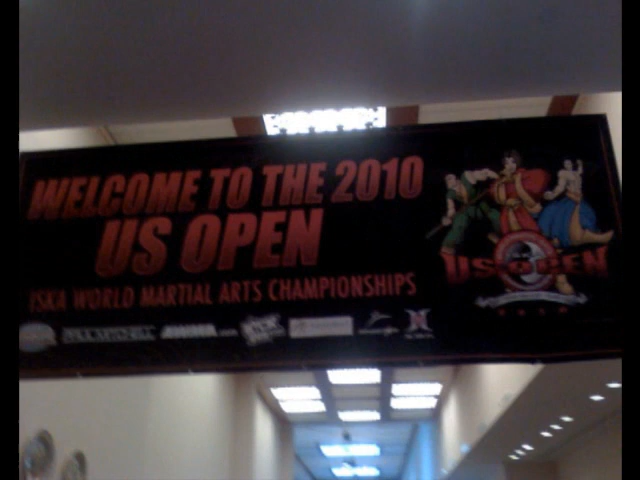 WELCOME TO THE 2010
US OPEN
ISKA WORLD MARTIAL ARTS CHAMPIONSHIPS
US OPEN